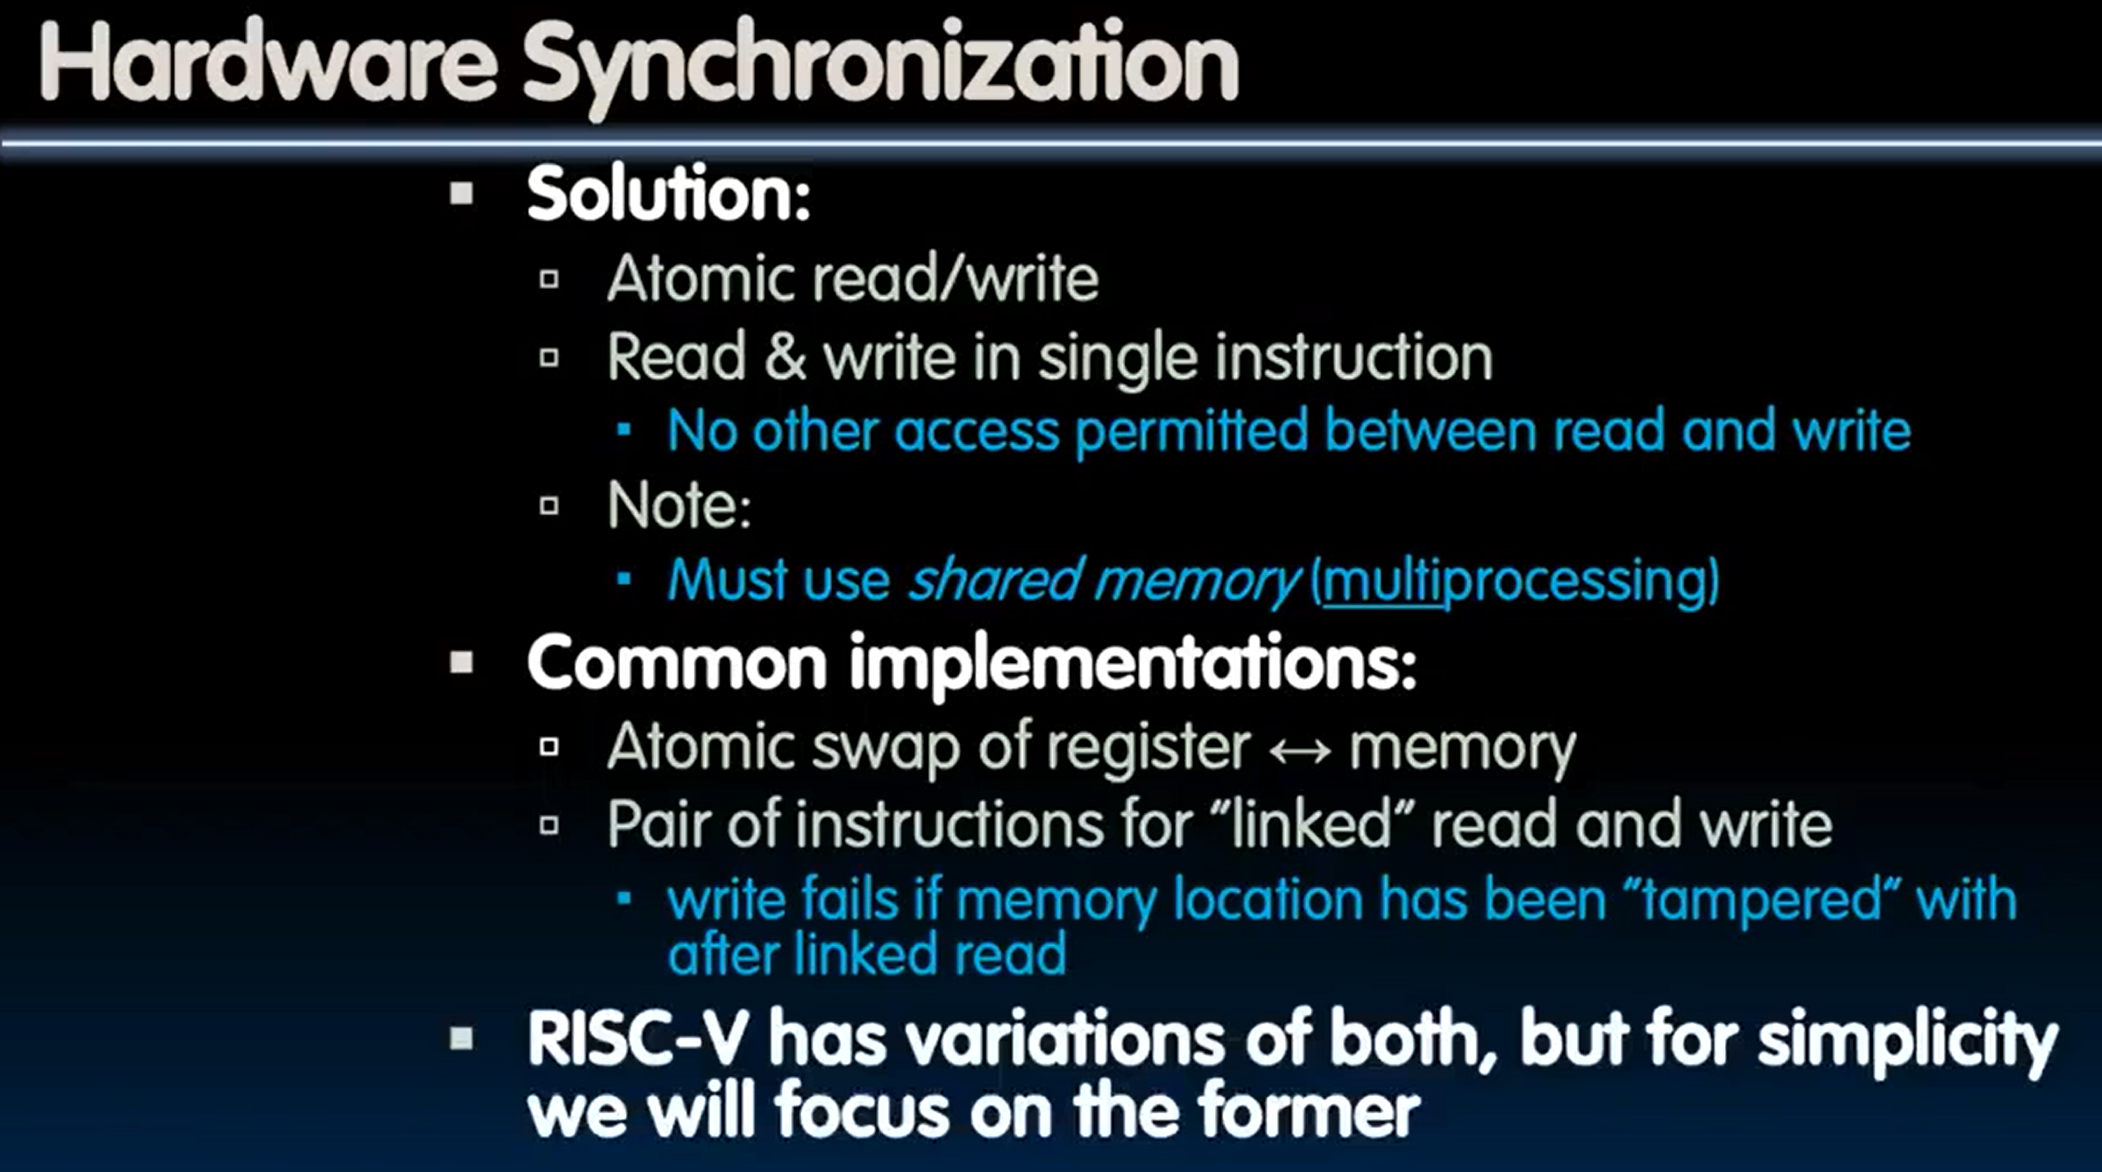 Hardware Synchronization
Solution:
Atomic read/write
Read & write in single instruction
No other access permitted between read and write
Note:
Must use shared memory (multiprocessing)
Common implementations:
Atomic swap of register ↔ memory
Pair of instructions for “linked” read and write
write fails if memory location has been “tampered” with
after linked read
RISC-V has variations of both, but for simplicity
we will focus on the former